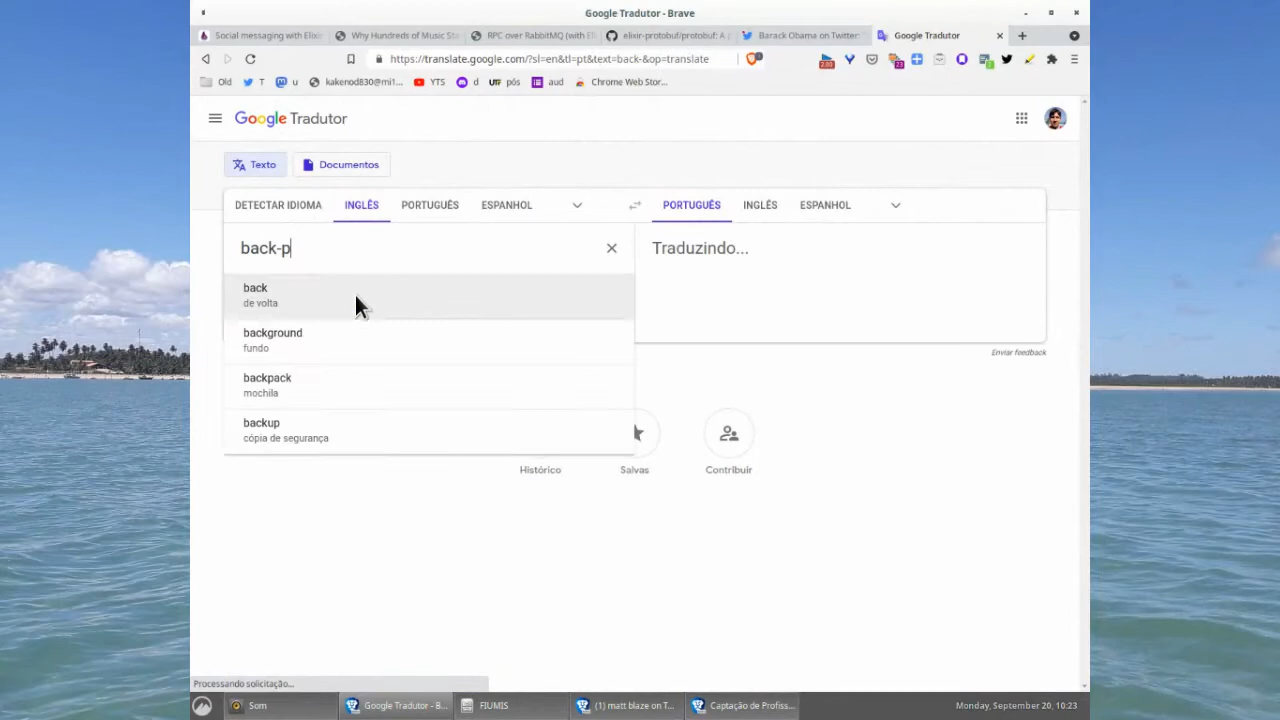 Google Tradutor - Brave
Social messaging with Elixi
Why Hundreds of Music Sta
RPC over RabbitMQ (with Eli
elixir-protobuf/protobuf: A p
Barack Obama on Twitter:
Google Tradutor
https://translate.google.com/?sl=en&tl=pt&text=back-&op=translate
Old
T
u
kakenod830@mi1...
YTS
d
UTF pós
aud
Chrome Web Stor...
Google Tradutor
Texto
Documentos
DETECTAR IDIOMA INGLÊS PORTUGUÊS ESPANHOL
PORTUGUÊS INGLÊS ESPANHOL
back-p
Traduzindo...
back
de volta
background
fundo
backpack
mochila
backup
cópia de segurança
Enviar feedback
Histórico
Salvas
Contribuir
Processando solicitação...
Som
Google Tradutor - B...
FIUMIS
(1) matt blaze on T...
Captação de Profiss...
Monday, September 20, 10:23